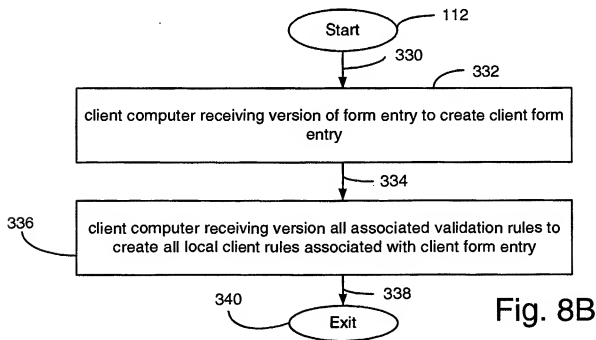 Start
112
330
332
client computer receiving version of form entry to create client form
entry
334
336
client computer receiving version all associated validation rules to
create all local client rules associated with client form entry
338
340
Exit
Fig. 8B